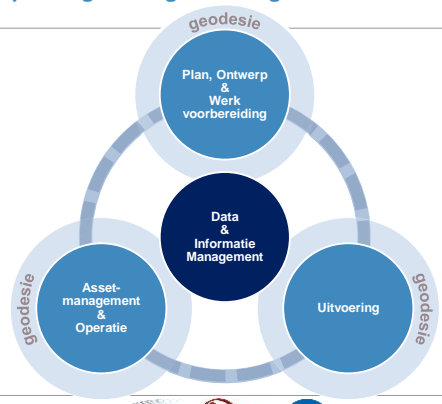 geodesie
Plan, Ontwerp
&
Werk
voorbereiding
Data
&
Informatie
Management
geodesie
Asset-
management
&
Operatie
Uitvoering
geodesie